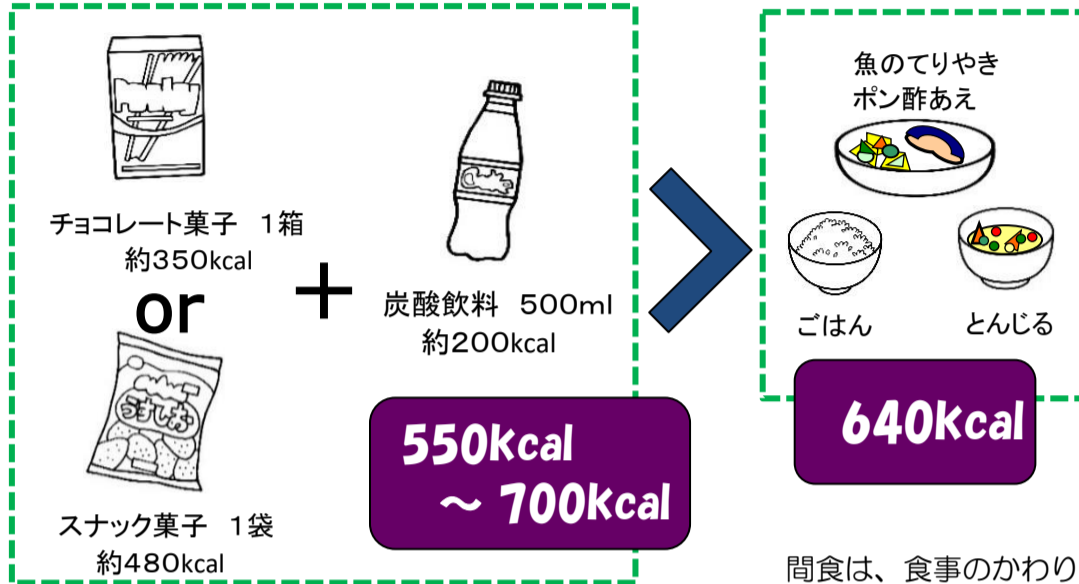 チョコレート菓子　1箱
約350kcal
or
うすしお
スナック菓子　1袋
約480kcal
+
炭酸飲料　500ml
約200kcal
550kcal
～ 700kcal
魚のてりやき
ポン酢あえ
ごはん
とんじる
640kcal
間食は、食事のかわり